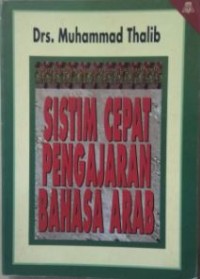 Drs. Muhammad Thalib
SISTIM CEPAT
PENGAJARAN
BAHASA ARAB